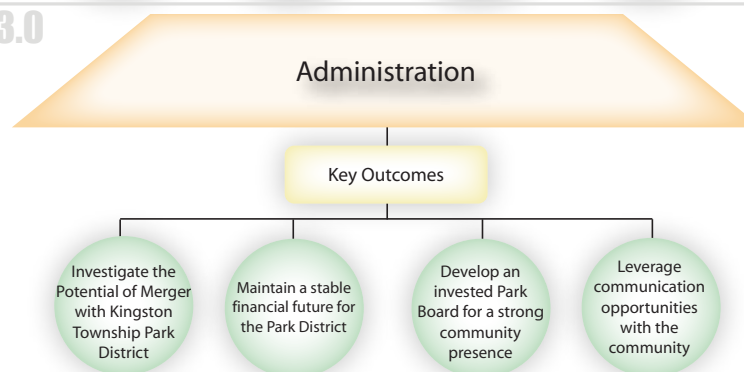 3.0
Administration
Key Outcomes
Investigate the
Potential of Merger
with Kingston
Township Park
District
Maintain a stable
financial future for
the Park District
Develop an
invested Park
Board for a strong
community
presence
Leverage
communication
opportunities
with the
community